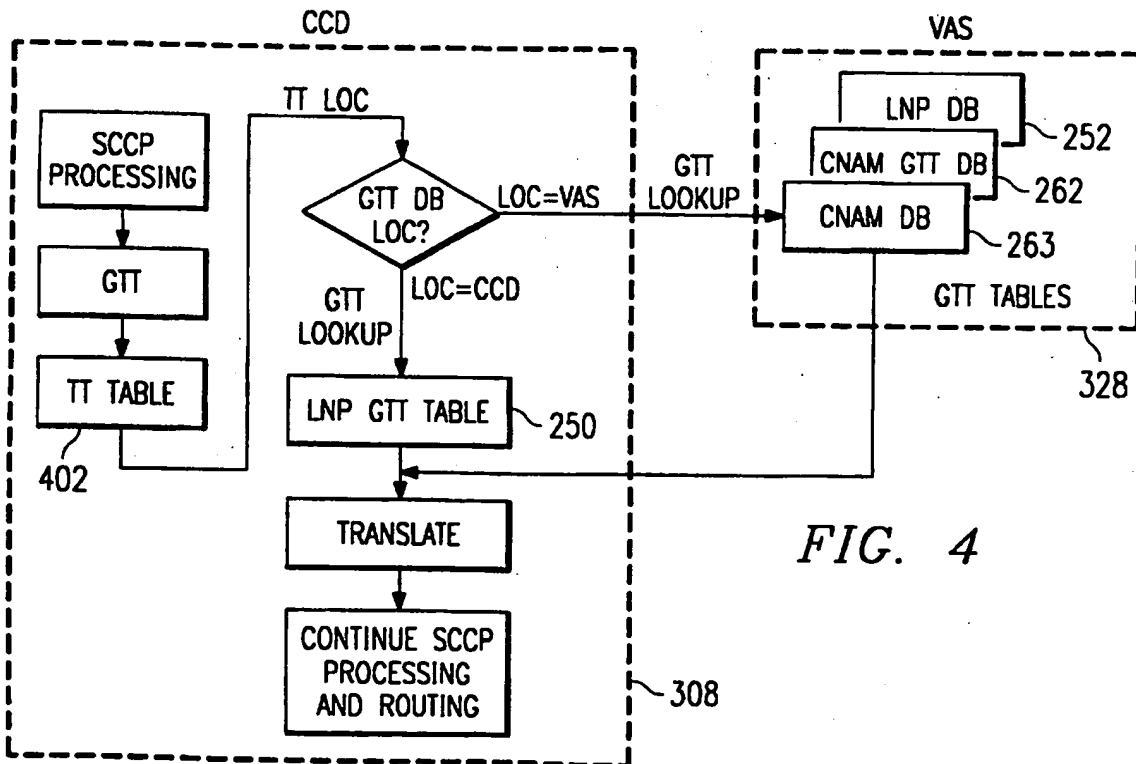 CCD
VAS
TT LOC
SCCP
PROCESSING
GTT
TT TABLE
402
GTT DB
LOC?
LOC=VAS
LOC=CCD
GTT
LOOKUP
GTT
LOOKUP
LNP DB
252
CNAM GTT DB
262
CNAM DB
263
GTT TABLES
328
LNP GTT TABLE
250
TRANSLATE
CONTINUE SCCP
PROCESSING
AND ROUTING
308
FIG. 4